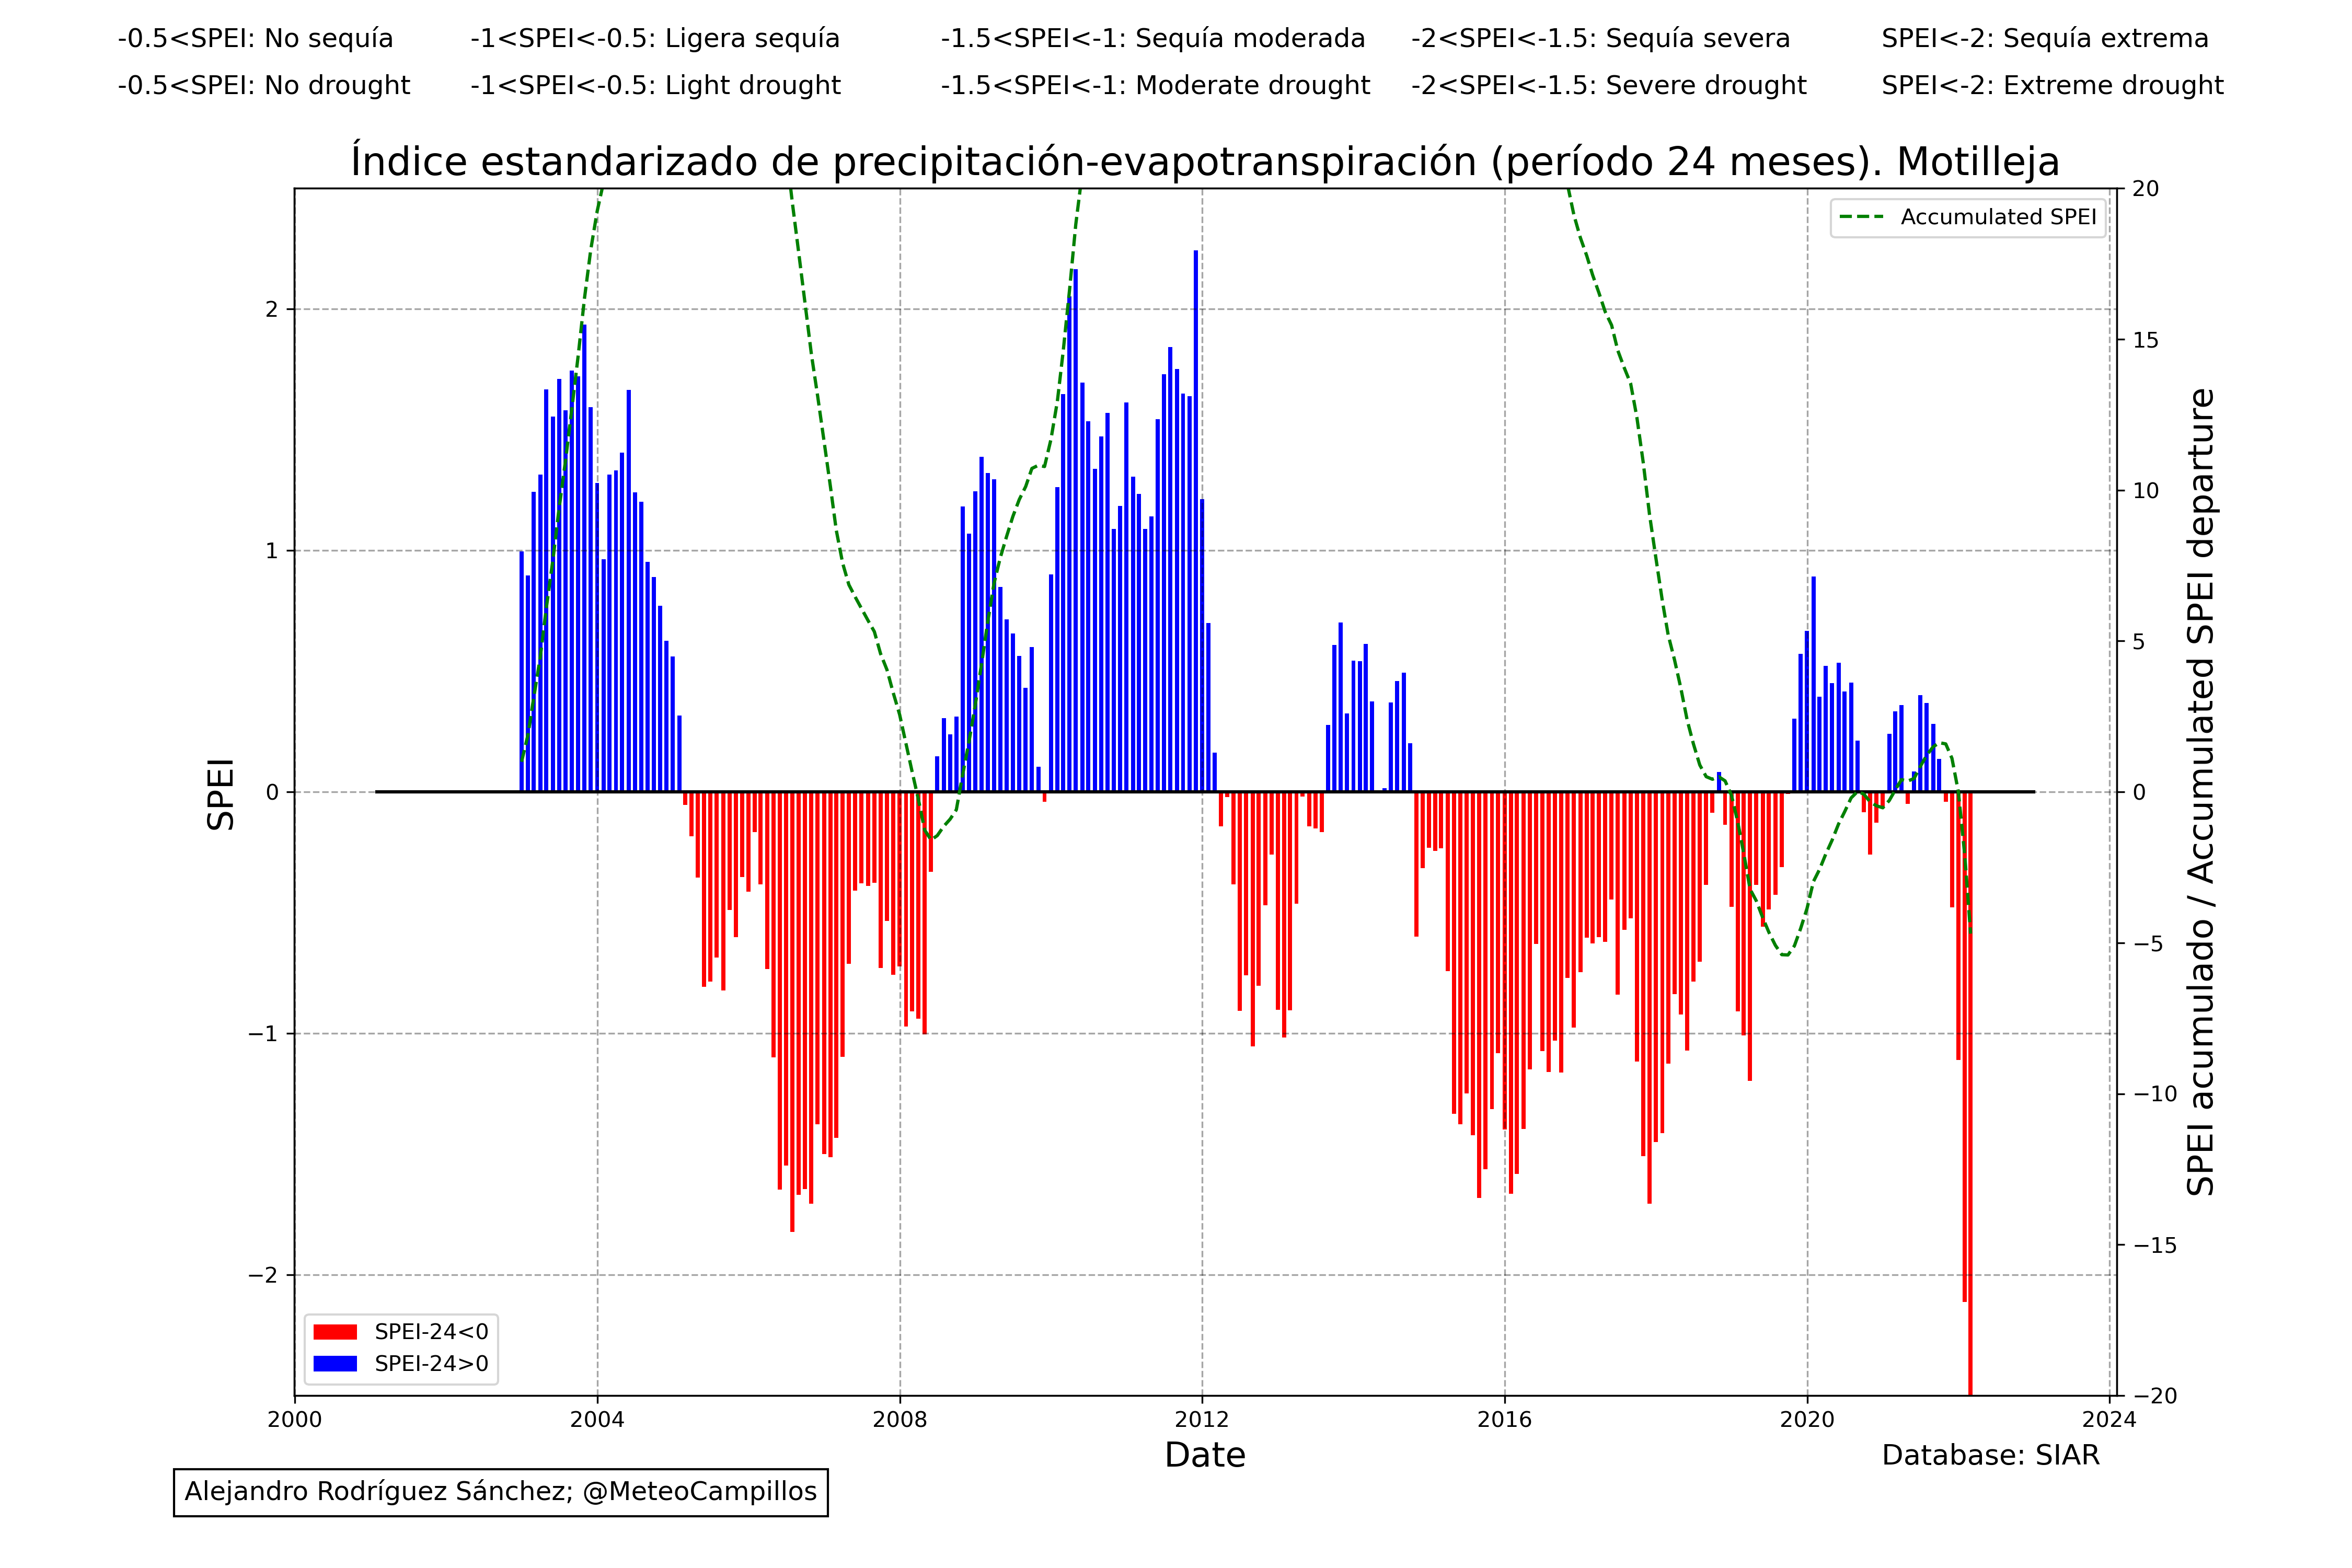 -0.5<SPEI: No sequía -1<SPEI<-0.5: Ligera sequía -1.5<SPEI<-1: Sequía moderada -2<SPEI<-1.5: Sequía severa SPEI<-2: Sequía extrema
-0.5<SPEI: No drought -1<SPEI<-0.5: Light drought -1.5<SPEI<-1: Moderate drought -2<SPEI<-1.5: Severe drought SPEI<-2: Extreme drought
Índice estandarizado de precipitación-evapotranspiración (período 24 meses). Motilleja
Accumulated SPEI
SPEI
2
1
0
−1
−2
20
15
10
5
0
−5
−10
−15
−20
SPEI acumulado / Accumulated SPEI departure
SPEI-24<0
SPEI-24>0
2000 2004 2008 2012 2016 2020 2024
Date
Database: SIAR
Alejandro Rodríguez Sánchez; @MeteoCampillos